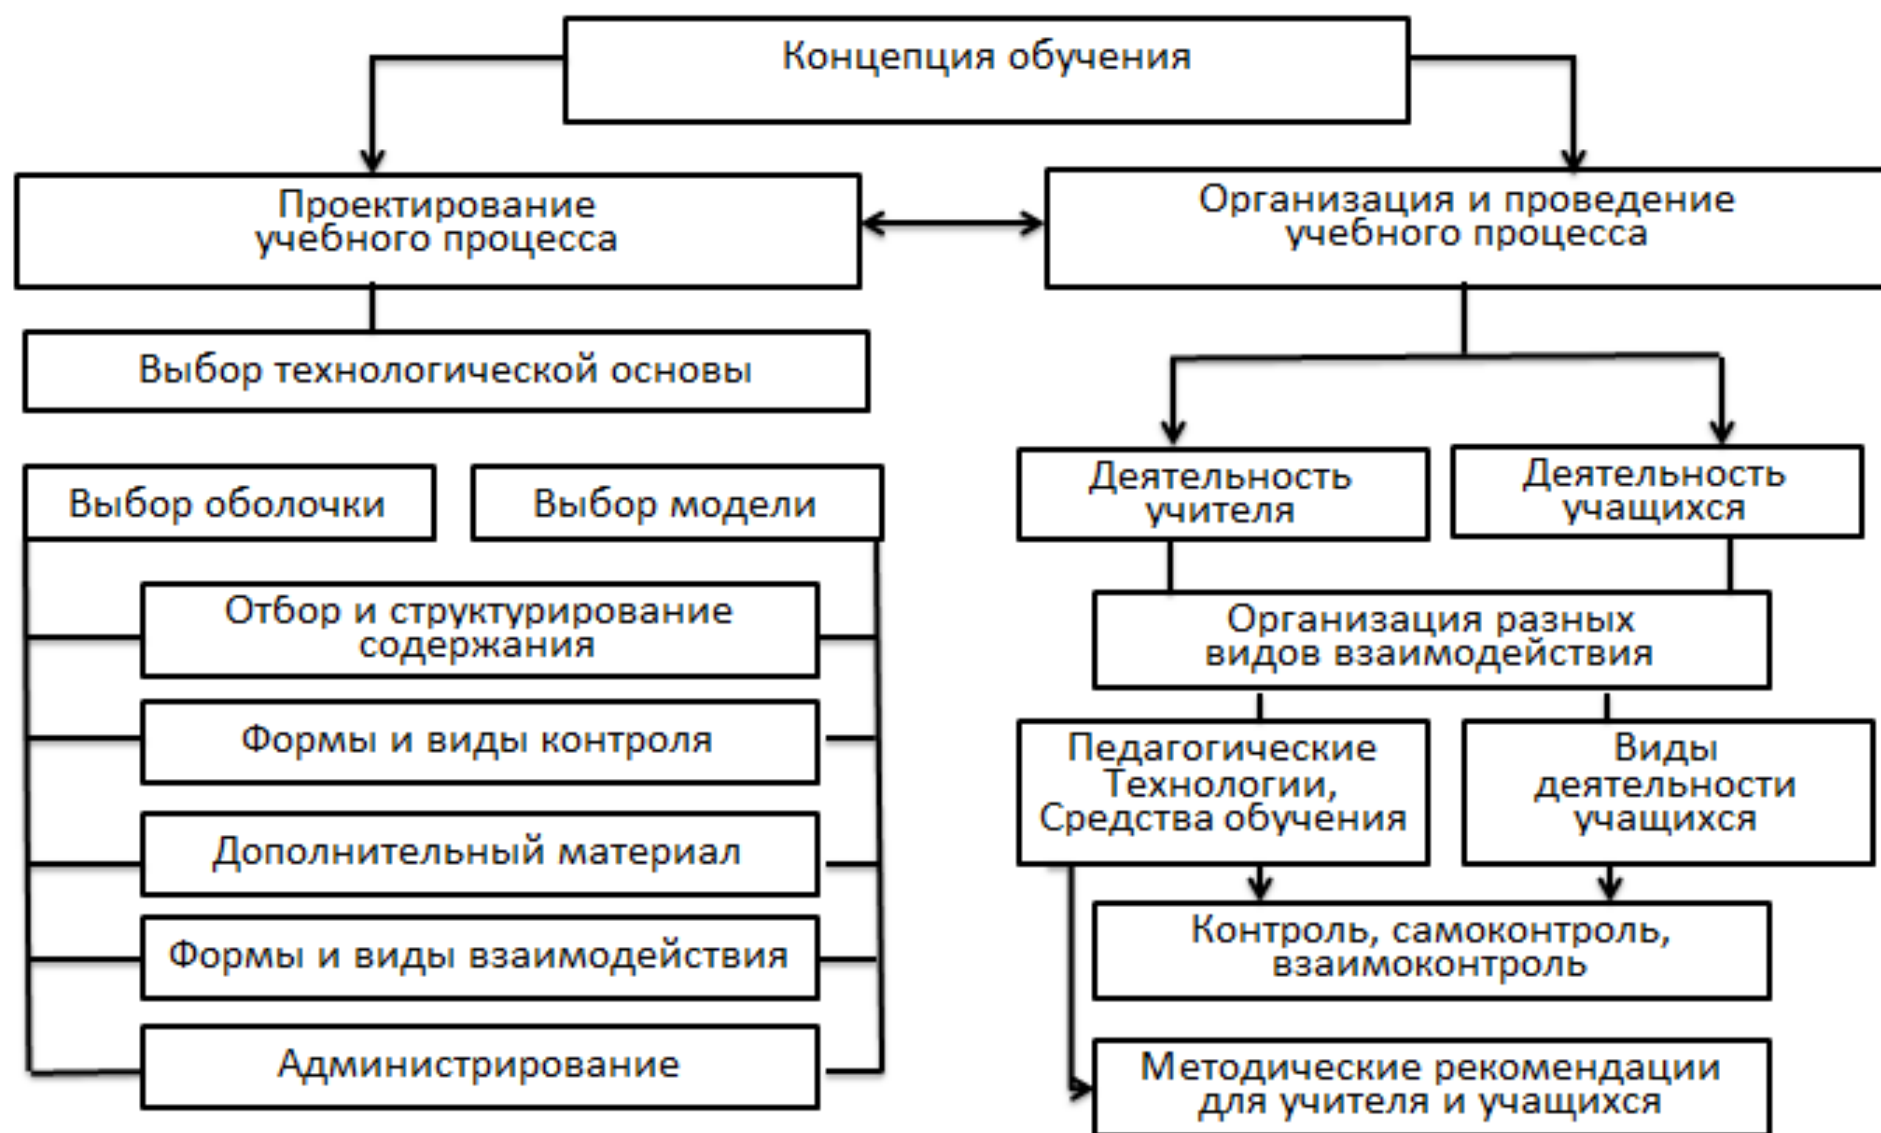 Концепция обучения
Проектирование
учебного процесса
Организация и проведение
учебного процесса
Выбор технологической основы
Выбор оболочки
Выбор модели
Отбор и структурирование
содержания
Формы и виды контроля
Дополнительный материал
Формы и виды взаимодействия
Администрирование
Деятельность
учителя
Деятельность
учащихся
Организация разных
видов взаимодействия
Педагогические
Технологии,
Средства обучения
Виды
деятельности
учащихся
Контроль, самоконтроль,
взаимоконтроль
Методические рекомендации
для учителя и учащихся